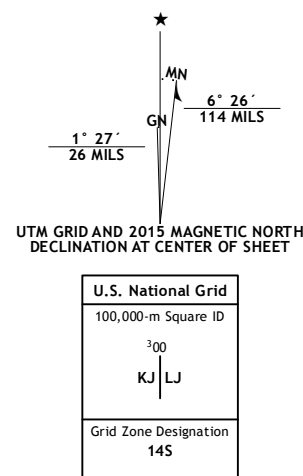 ★
MN
GN
6° 26´
114 MILS
1° 27´
26 MILS
UTM GRID AND 2015 MAGNETIC NORTH
DECLINATION AT CENTER OF SHEET
U.S. National Grid
100,000-m Square ID
³00
KJ LJ
Grid Zone Designation
14S